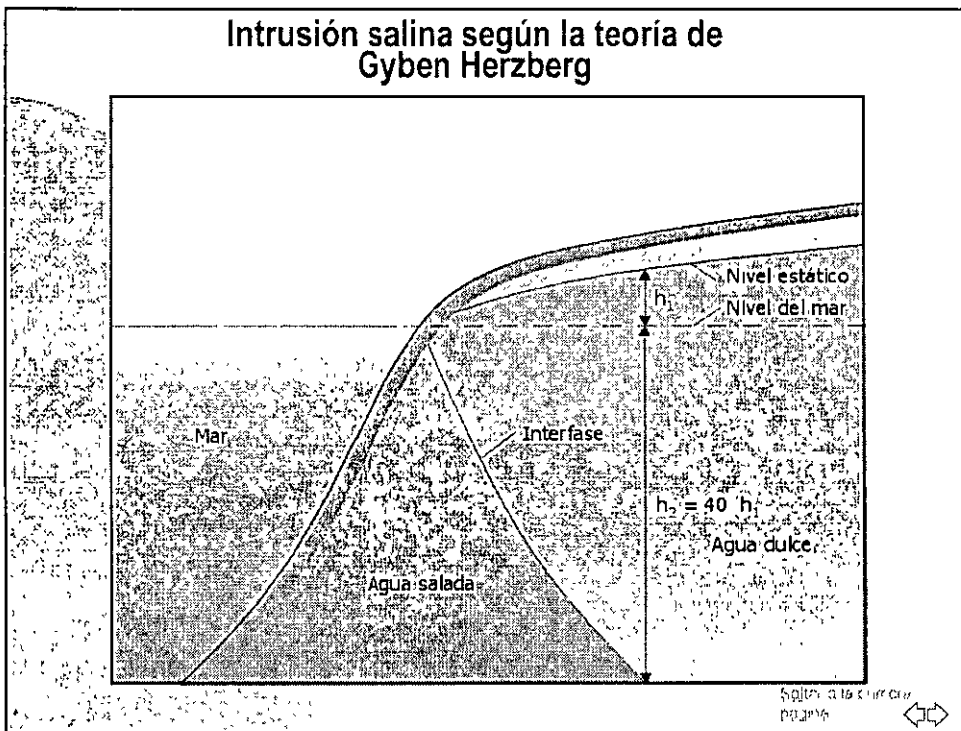 Intrusión salina según la teoría de
Gyben Herzberg
Nivel estático
h₁
Nivel del mar
Mar
Interfase
h₂ = 40 h₁
Agua dulce
Agua salada
a la